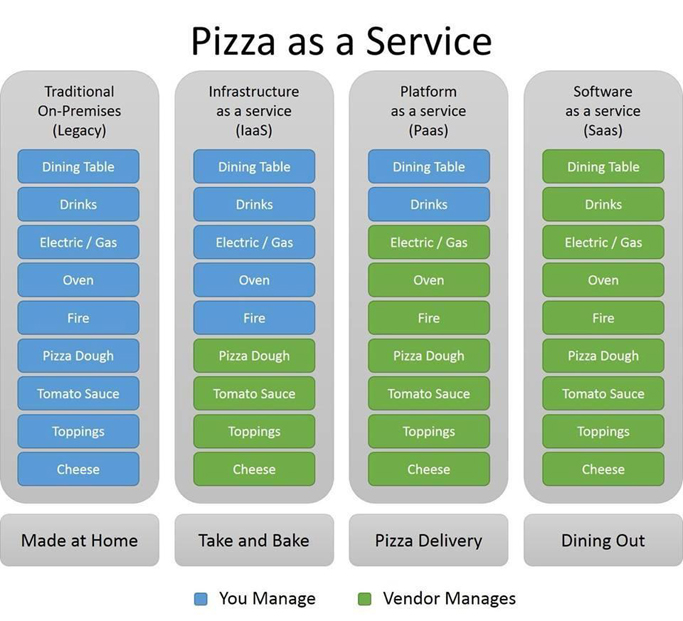 Pizza as a Service
Traditional
On-Premises
(Legacy)
Dining Table
Drinks
Electric / Gas
Oven
Fire
Pizza Dough
Tomato Sauce
Toppings
Cheese
Made at Home
Infrastructure
as a service
(IaaS)
Dining Table
Drinks
Electric / Gas
Oven
Fire
Pizza Dough
Tomato Sauce
Toppings
Cheese
Take and Bake
Platform
as a service
(Paas)
Dining Table
Drinks
Electric / Gas
Oven
Fire
Pizza Dough
Tomato Sauce
Toppings
Cheese
Pizza Delivery
Software
as a service
(Saas)
Dining Table
Drinks
Electric / Gas
Oven
Fire
Pizza Dough
Tomato Sauce
Toppings
Cheese
Dining Out
You Manage
Vendor Manages